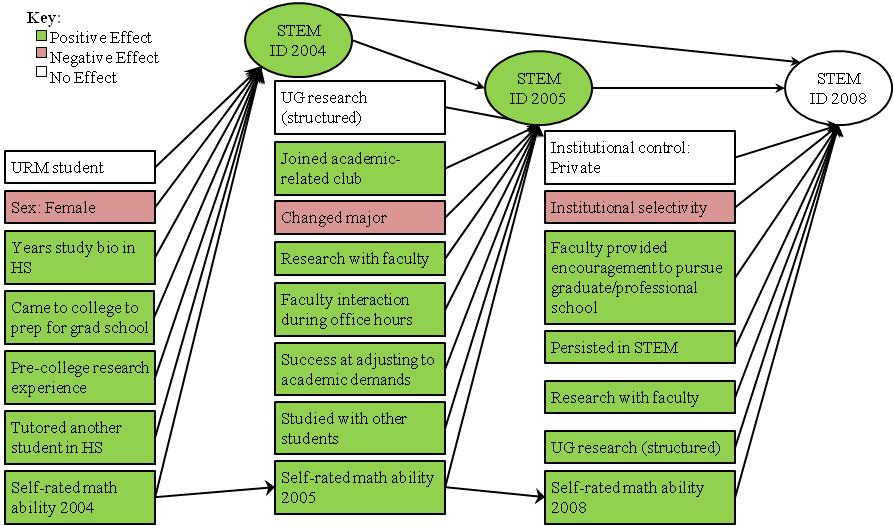 Key:
Positive Effect
Negative Effect
No Effect
STEM
ID 2004
STEM
ID 2005
STEM
ID 2008
URM student
Sex: Female
Years study bio in
HS
Came to college to
prep for grad school
Pre-college research
experience
Tutored another
student in HS
Self-rated math
ability 2004
UG research
(structured)
Joined academic-
related club
Changed major
Research with faculty
Faculty interaction
during office hours
Success at adjusting to
academic demands
Studied with other
students
Self-rated math ability
2005
Institutional control:
Private
Institutional selectivity
Faculty provided
encouragement to pursue
graduate/professional
school
Persisted in STEM
Research with faculty
UG research (structured)
Self-rated math ability
2008